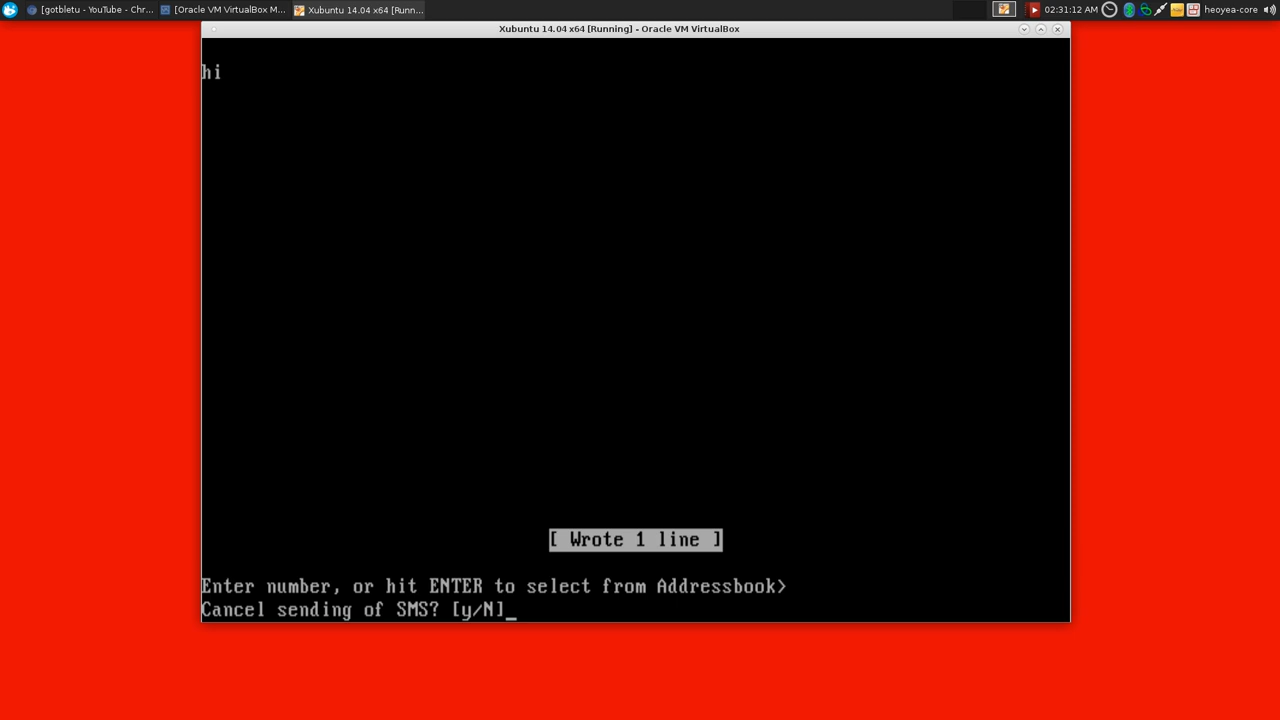 [gotbletu - YouTube - Chr...
[Oracle VM VirtualBox M...
Xubuntu 14.04 x64 [Runn...
02:31:12 AM
heoyea-core
Xubuntu 14.04 x64 [Running] - Oracle VM VirtualBox
hi
[ Wrote 1 line ]
Enter number, or hit ENTER to select from Addressbook>
Cancel sending of SMS? [y/N]_